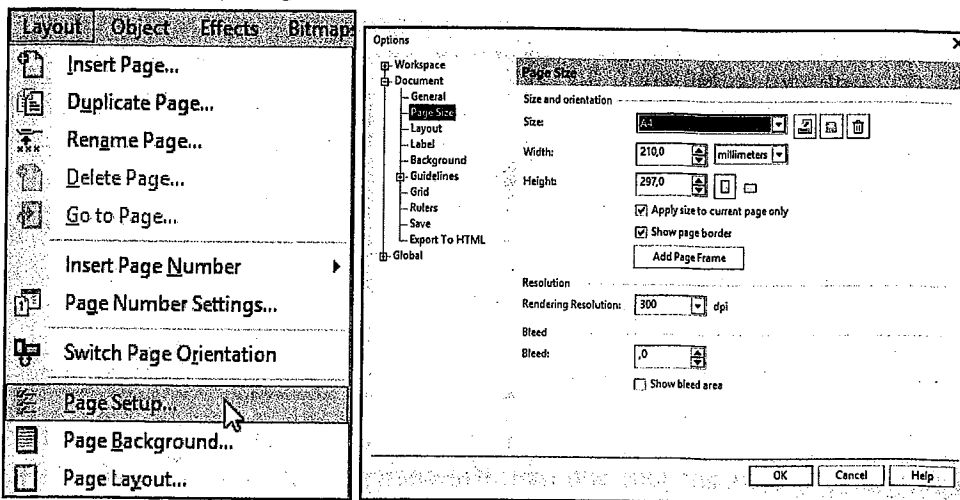 Layout Object Effects Bitmaps
Insert Page...
Duplicate Page...
Rename Page...
Delete Page...
Go to Page...
Insert Page Number
Page Number Settings...
Switch Page Orientation
Page Setup...
Page Background...
Page Layout...
Options
Workspace
Document
General
Page Size
Layout
Label
Background
Guidelines
Grid
Rulers
Save
Export To HTML
Global
Page Size
Size and orientation
Size: A4
Width: 210,0 millimeters
Height: 297,0
Apply size to current page only
Show page border
Add Page Frame
Resolution
Rendering Resolution: 300 dpi
Bleed
Bleed: ,0
Show bleed area
OK Cancel Help